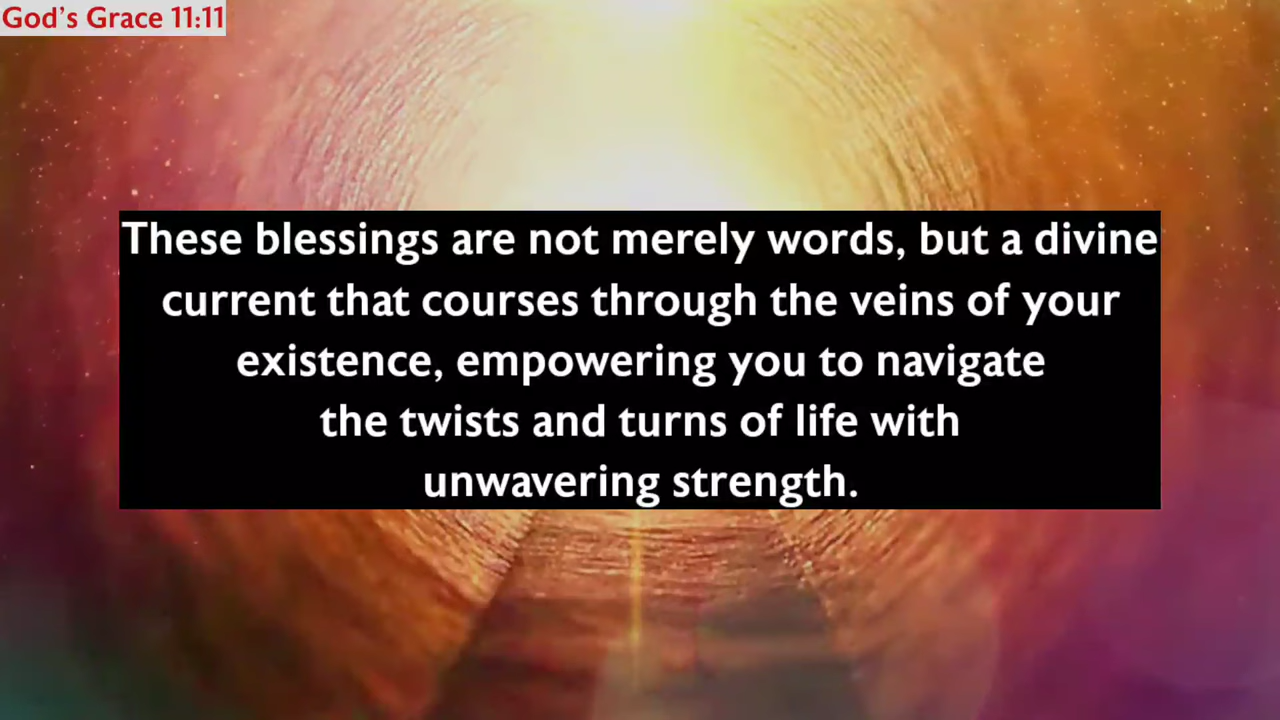 God's Grace 11:11
These blessings are not merely words, but a divine
current that courses through the veins of your
existence, empowering you to navigate
the twists and turns of life with
unwavering strength.